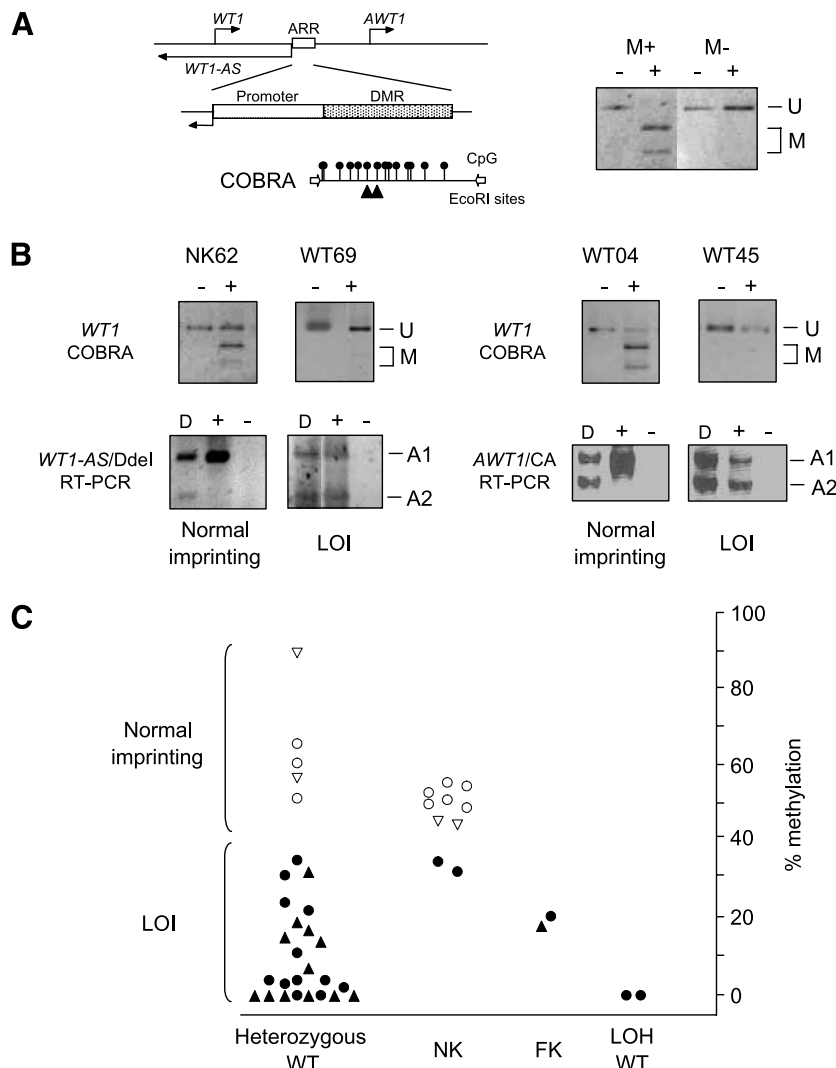 A
WT1
ARR
AWT1
WT1-AS
Promoter
DMR
COBRA
CpG
EcoRI sites
M+ M-
- + - +
U
M
B
NK62 WT69
- + - +
WT1
COBRA
U
M
D + - D + -
WT1-AS/DdeI
RT-PCR
A1
A2
Normal
imprinting
LOI
WT04 WT45
- + - +
WT1
COBRA
U
M
D + - D + -
AWT1/CA
RT-PCR
A1
A2
Normal
imprinting
LOI
C
Normal
imprinting
LOI
100
80
60
40
20
0
% methylation
Heterozygous
WT
NK
FK
LOH
WT